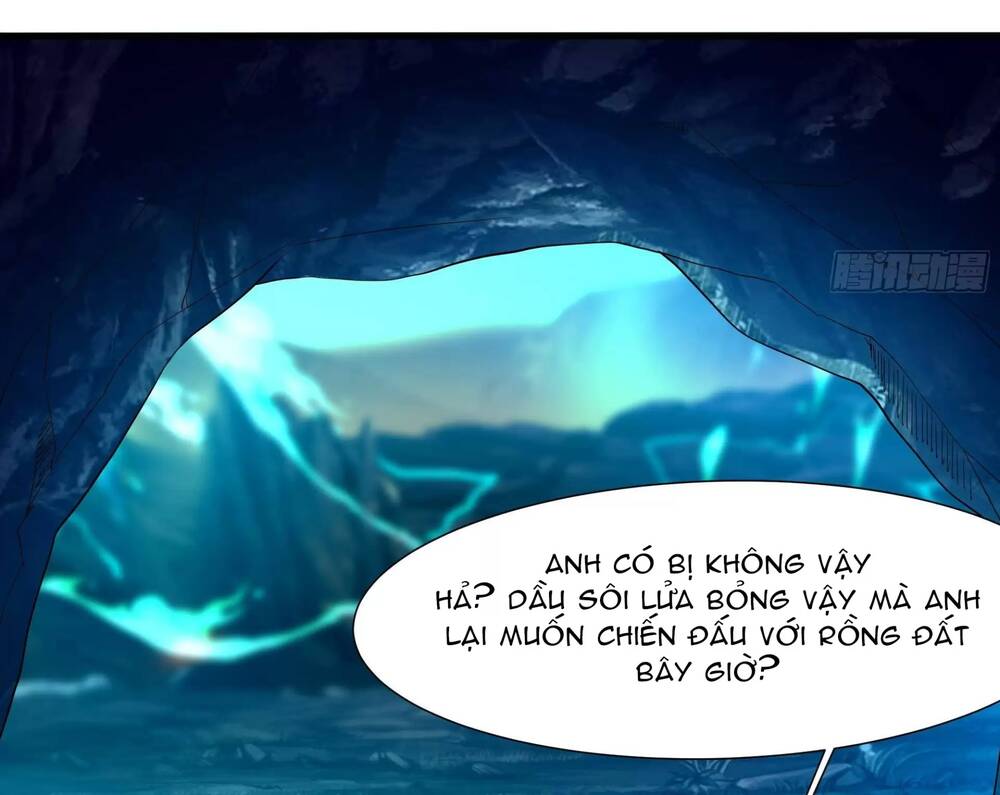 腾讯动漫
ANH CÓ BỊ KHÔNG VẬY
HẢ? DẦU SÔI LỬA BỎNG VẬY MÀ ANH
LẠI MUỐN CHIẾN ĐẤU VỚI RỒNG ĐẤT
BÂY GIỜ?